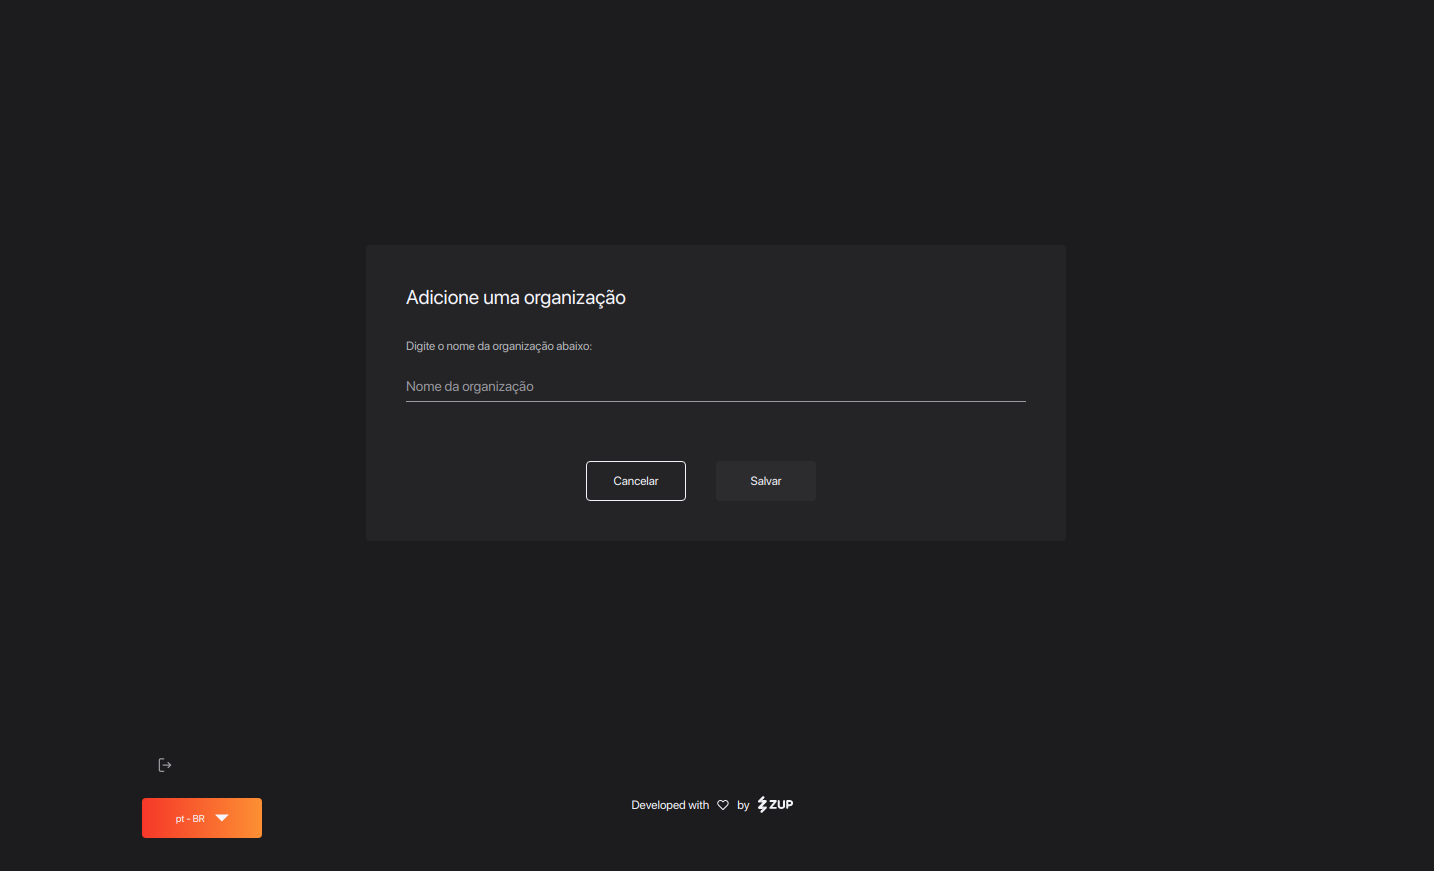 Adicione uma organização
Digite o nome da organização abaixo:
Nome da organização
Cancelar
Salvar
pt - BR
Developed with by ZUP